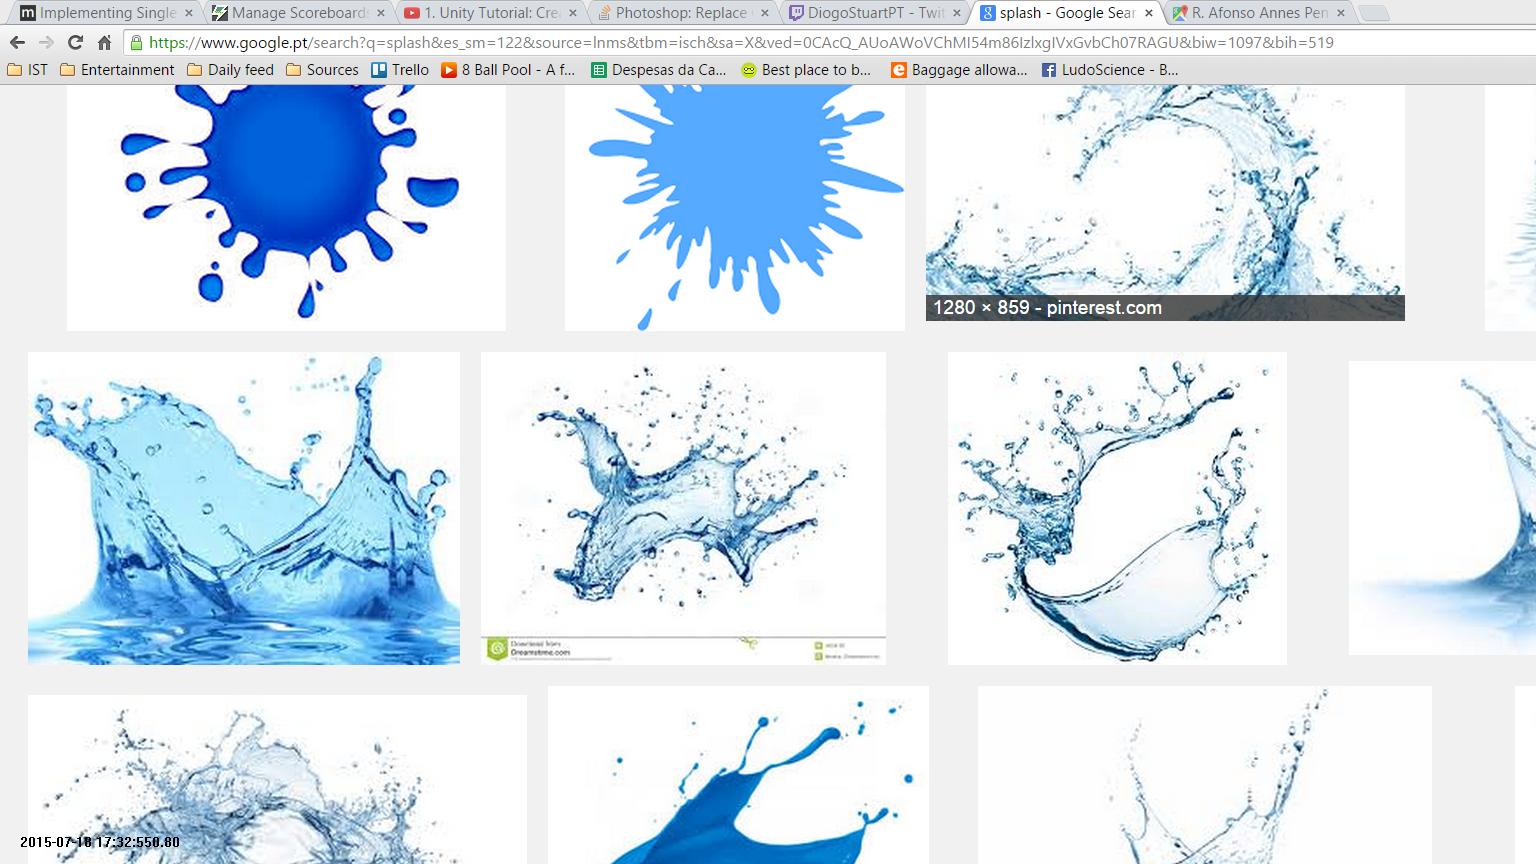 Implementing Single
Manage Scoreboards
1. Unity Tutorial: Cre
Photoshop: Replace
DiogoStuartPT - Twit
splash - Google Sear
R. Afonso Annes Pen
https://www.google.pt/search?q=splash&es_sm=122&source=lnms&tbm=isch&sa=X&ved=0CAcQ_AUoAWoVChMI54m86IzlxgIVxGvbCh07RAGU&biw=1097&bih=519
IST
Entertainment
Daily feed
Sources
Trello
8 Ball Pool - A f...
Despesas da Ca...
Best place to b...
Baggage allowa...
LudoScience - B...
1280 × 859 - pinterest.com
Download from
Dreamstime.com
2015-07-18 17:32:550.80